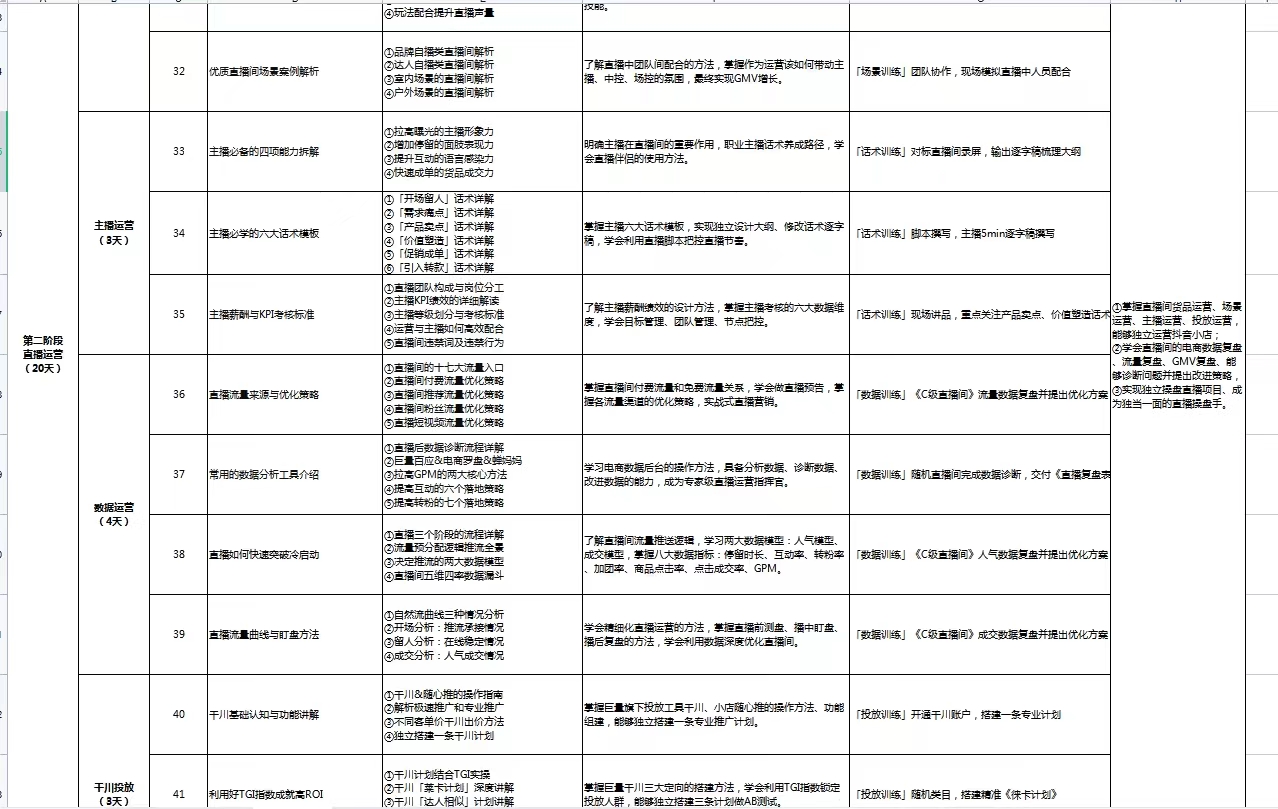 ④玩法配合提升直播声量
技能。
32
优质直播间场景案例解析
①品牌自播类直播间解析
②达人自播类直播间解析
③室内场景的直播间解析
④户外场景的直播间解析
了解直播中团队间配合的方法，掌握作为运营该如何带动主
播、中控、场控的氛围，最终实现GMV增长。
「场景训练」团队协作，现场模拟直播中人员配合
第二阶段
直播运营
（20天）
主播运营
（3天）
33
主播必备的四项能力拆解
①拉高曝光的主播形象力
②增加停留的面肢表现力
③提升互动的语言感染力
④快速成单的货品成交力
明确主播在直播间的重要作用，职业主播话术养成路径，学
会直播伴侣的使用方法。
「话术训练」对标直播间录屏，输出逐字稿梳理大纲
34
主播必学的六大话术模板
①「开场留人」话术详解
②「需求痛点」话术详解
③「产品卖点」话术详解
④「价值塑造」话术详解
⑤「促销成单」话术详解
⑥「引入转款」话术详解
掌握主播六大话术模板，实现独立设计大纲、修改话术逐字
稿，学会利用直播脚本把控直播节奏。
「话术训练」脚本撰写，主播5min逐字稿撰写
35
主播薪酬与KPI考核标准
①直播团队构成与岗位分工
②主播KPI绩效的详细解读
③主播等级划分与考核标准
④运营与主播如何高效配合
⑤直播间违禁词及违禁行为
了解主播薪酬绩效的设计方法，掌握主播考核的六大数据维
度，学会目标管理、团队管理、节点把控。
「话术训练」现场讲品，重点关注产品卖点、价值塑造话术
①掌握直播间货品运营、场景
运营、主播运营、投放运营，
能够独立运营抖音小店；
②学会直播间的电商数据复盘
、流量复盘、GMV复盘、能
够诊断问题并提出改进策略，
③实现独立操盘直播项目、成
为独当一面的直播操盘手。
数据运营
（4天）
36
直播流量来源与优化策略
①直播间的十七大流量入口
②直播间付费流量优化策略
③直播间推荐流量优化策略
④直播间粉丝流量优化策略
⑤直播短视频流量优化策略
掌握直播间付费流量和免费流量关系，学会做直播预告，掌
握各流量渠道的优化策略，实战式直播营销。
「数据训练」《C级直播间》流量数据复盘并提出优化方案
37
常用的数据分析工具介绍
①直播后数据诊断流程详解
②巨量百应&电商罗盘&蝉妈妈
③拉高GPM的两大核心方法
④提高互动的六个落地策略
⑤提高转粉的七个落地策略
学习电商数据后台的操作方法，具备分析数据、诊断数据、
改进数据的能力，成为专家级直播运营指挥官。
「数据训练」随机直播间完成数据诊断，交付《直播复盘表
38
直播如何快速突破冷启动
①直播三个阶段的流程详解
②流量预分配逻辑推流全景
③决定推流的两大数据模型
④直播间五维四率数据漏斗
了解直播间流量推送逻辑，学习两大数据模型：人气模型、
成交模型，掌握八大数据指标：停留时长、互动率、转粉率
、加团率、商品点击率、点击成交率、GPM。
「数据训练」《C级直播间》人气数据复盘并提出优化方案
39
直播流量曲线与盯盘方法
①自然流曲线三种情况分析
②开场分析：推流承接情况
③留人分析：在线稳定情况
④成交分析：人气成交情况
学会精细化直播运营的方法，掌握直播前测盘、播中盯盘、
播后复盘的方法，学会利用数据深度优化直播间。
「数据训练」《C级直播间》成交数据复盘并提出优化方案
千川投放
（3天）
40
千川基础认知与功能讲解
①千川&随心推的操作指南
②解析极速推广和专业推广
③不同客单价千川出价方法
④独立搭建一条千川计划
掌握巨量旗下投放工具千川、小店随心推的操作方法、功能
组建，能够独立搭建一条专业推广计划。
「投放训练」开通千川账户，搭建一条专业计划
41
利用好TGI指数成就高ROI
①千川计划结合TGI实操
②千川「莱卡计划」深度讲解
③千川「达人相似」计划讲解
掌握巨量千川三大定向的搭建方法，学会利用TGI指数锁定
投放人群，能够独立搭建三条计划做AB测试。
「投放训练」随机类目，搭建精准《徕卡计划》